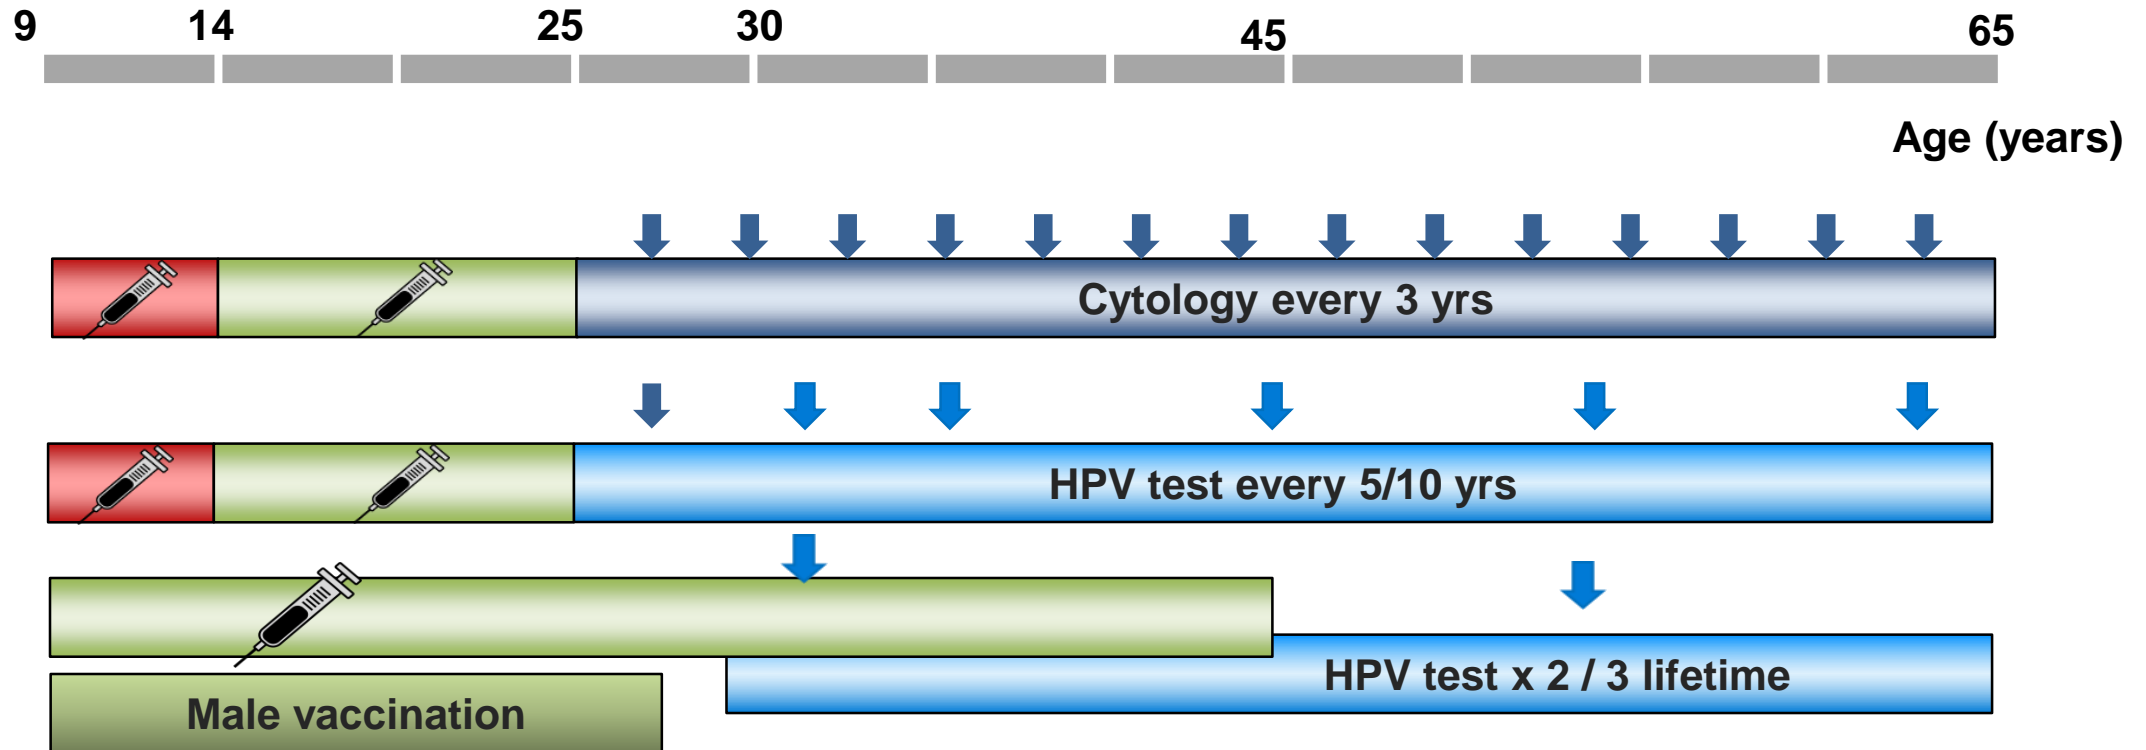 9 14 25 30 45 65
Age (years)
Cytology every 3 yrs
HPV test every 5/10 yrs
HPV test x 2 / 3 lifetime
Male vaccination